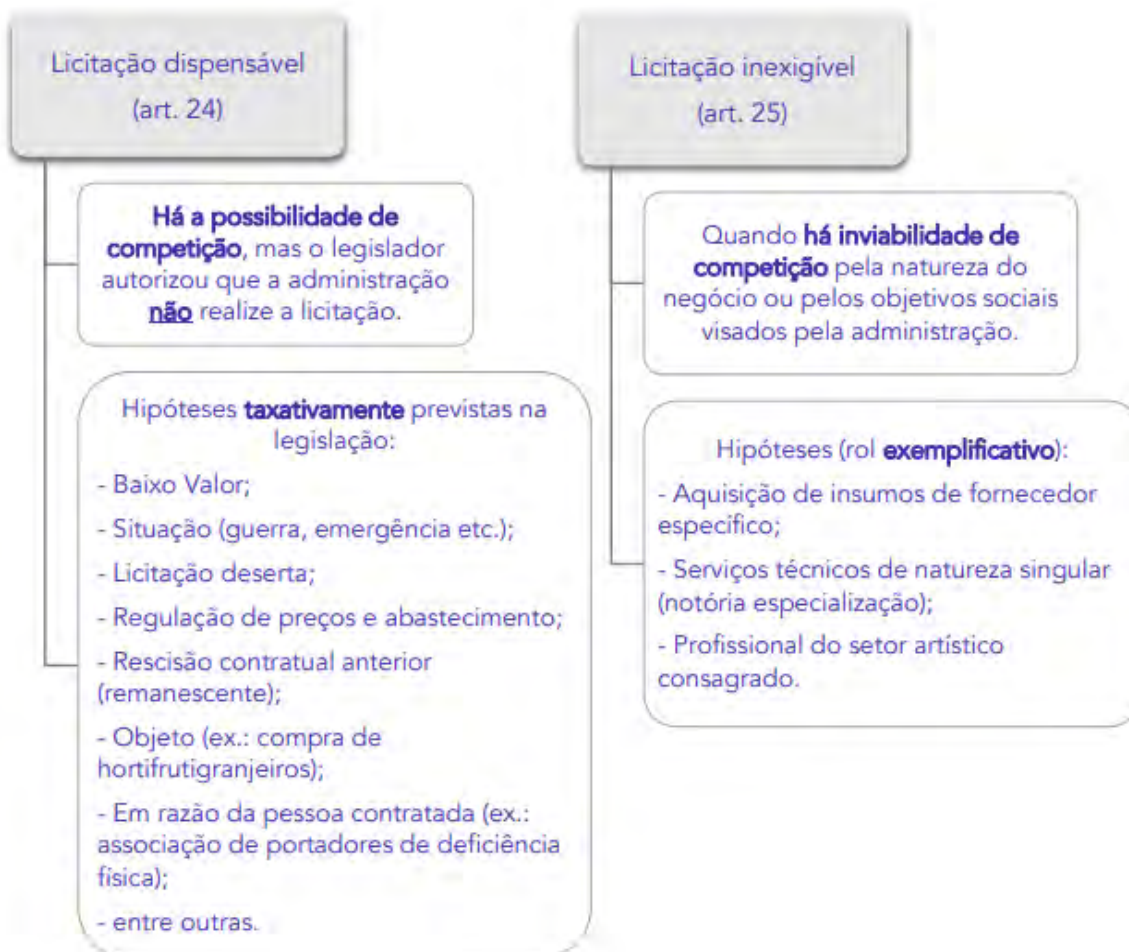 Licitação dispensável
(art. 24)
Há a possibilidade de
competição, mas o legislador
autorizou que a administração
não realize a licitação.
Hipóteses taxativamente previstas na
legislação:
- Baixo Valor;
- Situação (guerra, emergência etc.);
- Licitação deserta;
- Regulação de preços e abastecimento;
- Rescisão contratual anterior
(remanescente);
- Objeto (ex.: compra de
hortifrutigranjeiros);
- Em razão da pessoa contratada (ex.:
associação de portadores de deficiência
física);
- entre outras.
Licitação inexigível
(art. 25)
Quando há inviabilidade de
competição pela natureza do
negócio ou pelos objetivos sociais
visados pela administração.
Hipóteses (rol exemplificativo):
- Aquisição de insumos de fornecedor
específico;
- Serviços técnicos de natureza singular
(notória especialização);
- Profissional do setor artístico
consagrado.